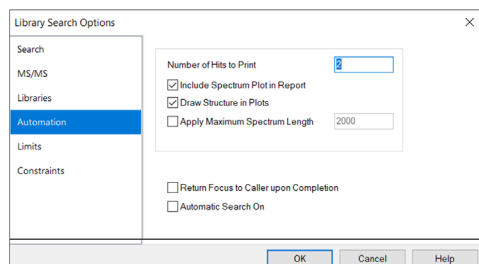 Library Search Options
Search
MS/MS
Libraries
Automation
Limits
Constraints
Number of Hits to Print 2
Include Spectrum Plot in Report
Draw Structure in Plots
Apply Maximum Spectrum Length 2000
Return Focus to Caller upon Completion
Automatic Search On
OK Cancel Help